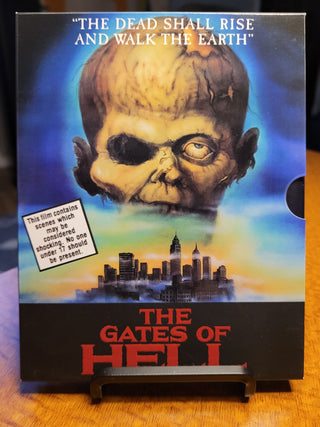 "THE DEAD SHALL RISE
AND WALK THE EARTH"
This film contains
scenes which
may be
considered
shocking. No one
under 17 should
be present.
THE
GATES OF
HELL